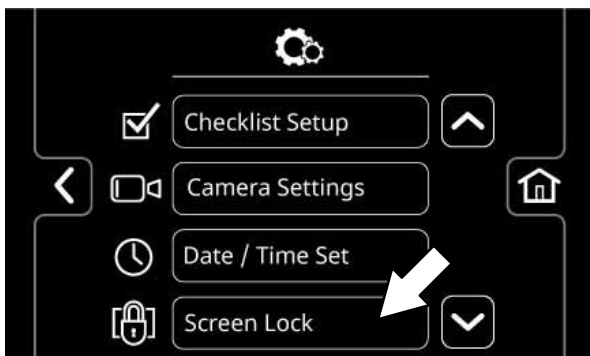 Checklist Setup
Camera Settings
Date / Time Set
Screen Lock